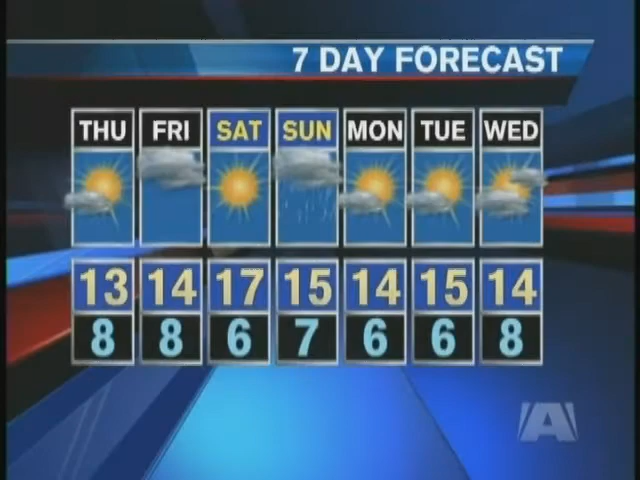 7 DAY FORECAST
THU FRI SAT SUN MON TUE WED
13 14 17 15 14 15 14
8 8 6 7 6 6 8
A